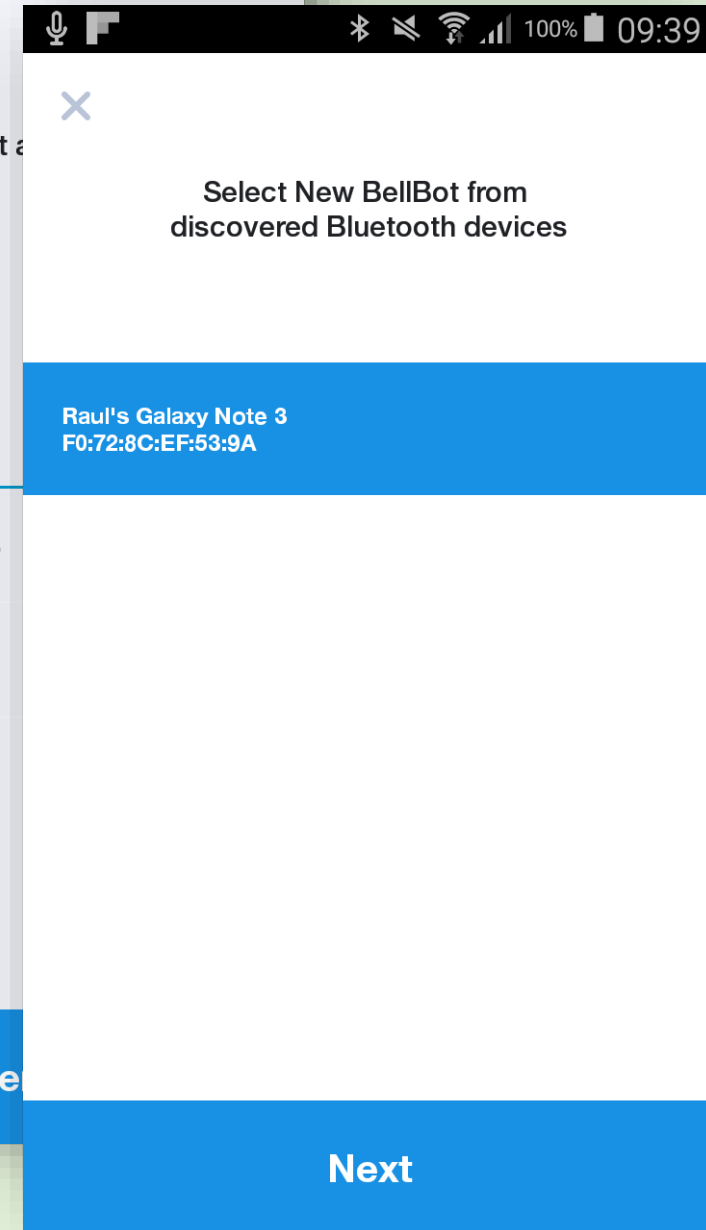 100% 09:39
Select New BellBot from
discovered Bluetooth devices
Raul's Galaxy Note 3
F0:72:8C:EF:53:9A
Next